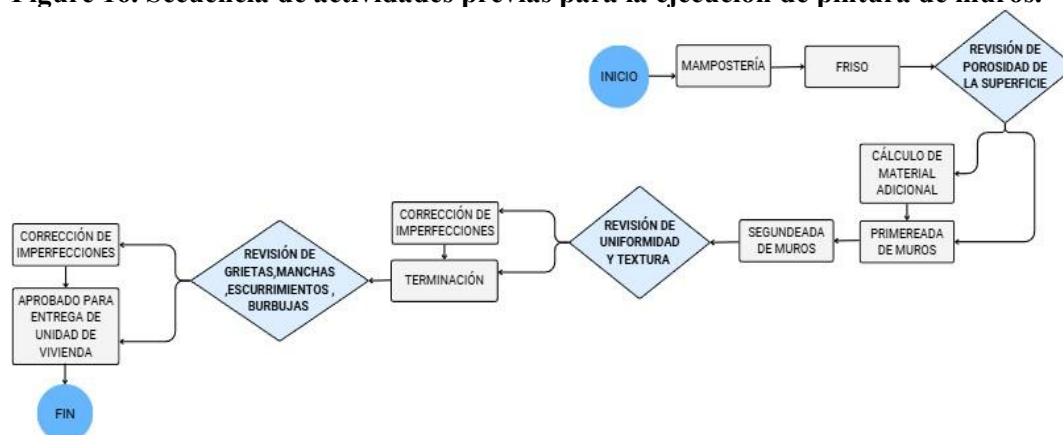 Figure 16. Secuencia de actividades previas para la ejecución de pintura de muros.
INICIO
MAMPOSTERÍA
FRISO
REVISIÓN DE
POROSIDAD DE
LA SUPERFICIE
CÁLCULO DE
MATERIAL
ADICIONAL
PRIMEREADA
DE MUROS
SEGUNDEADA
DE MUROS
REVISIÓN DE
UNIFORMIDAD
Y TEXTURA
CORRECCIÓN DE
IMPERFECCIONES
TERMINACIÓN
REVISIÓN DE
GRIETAS,MANCHAS
,ESCURRIMIENTOS ,
BURBUJAS
CORRECCIÓN DE
IMPERFECCIONES
APROBADO PARA
ENTREGA DE
UNIDAD DE
VIVIENDA
FIN